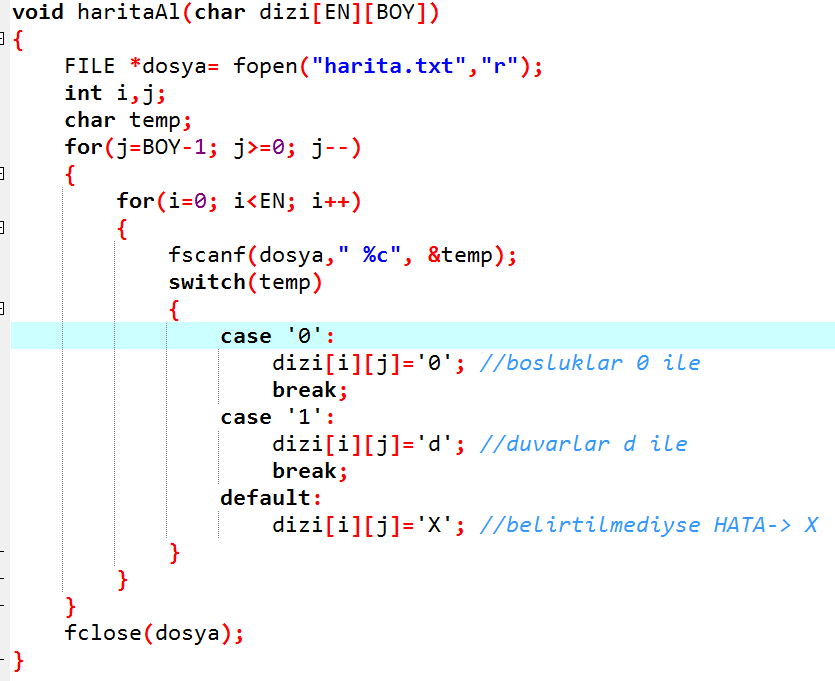 void haritaAl(char dizi[EN][BOY])
{
    FILE *dosya= fopen("harita.txt","r");
    int i,j;
    char temp;
    for(j=BOY-1; j>=0; j--)
    {
        for(i=0; i<EN; i++)
        {
            fscanf(dosya," %c", &temp);
            switch(temp)
            {
                case '0':
                    dizi[i][j]='0'; //bosluklar 0 ile
                    break;
                case '1':
                    dizi[i][j]='d'; //duvarlar d ile
                    break;
                default:
                    dizi[i][j]='X'; //belirtilmediyse HATA-> X
            }
        }
    }
    fclose(dosya);
}